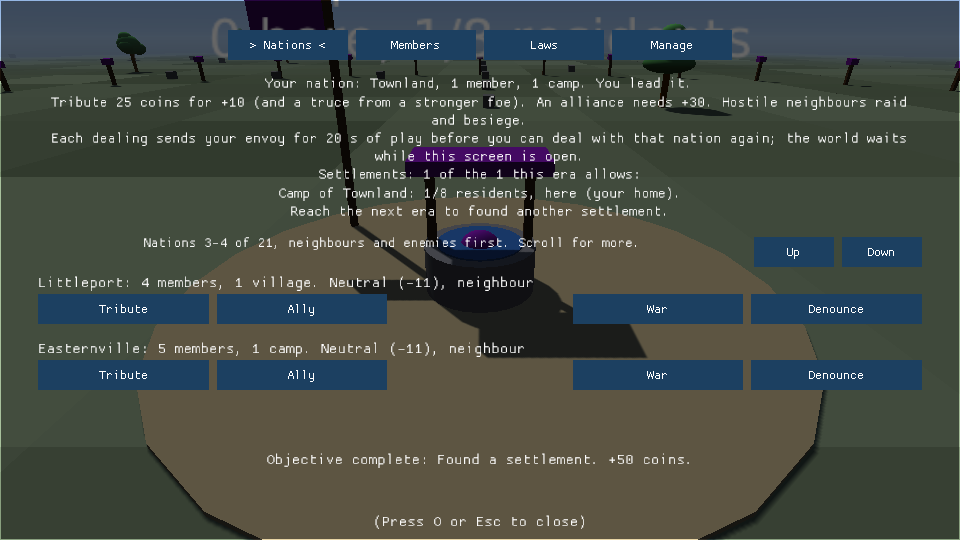 0 here, 1/8 residents
> Nations <
Members
Laws
Manage
Your nation: Townland, 1 member, 1 camp. You lead it.
Tribute 25 coins for +10 (and a truce from a stronger foe). An alliance needs +30. Hostile neighbours raid
and besiege.
Each dealing sends your envoy for 20 s of play before you can deal with that nation again; the world waits
while this screen is open.
Settlements: 1 of the 1 this era allows:
Camp of Townland: 1/8 residents, here (your home).
Reach the next era to found another settlement.
Nations 3-4 of 21, neighbours and enemies first. Scroll for more.
Up
Down
Littleport: 4 members, 1 village. Neutral (-11), neighbour
Tribute
Ally
War
Denounce
Easternville: 5 members, 1 camp. Neutral (-11), neighbour
Tribute
Ally
War
Denounce
Objective complete: Found a settlement. +50 coins.
(Press O or Esc to close)